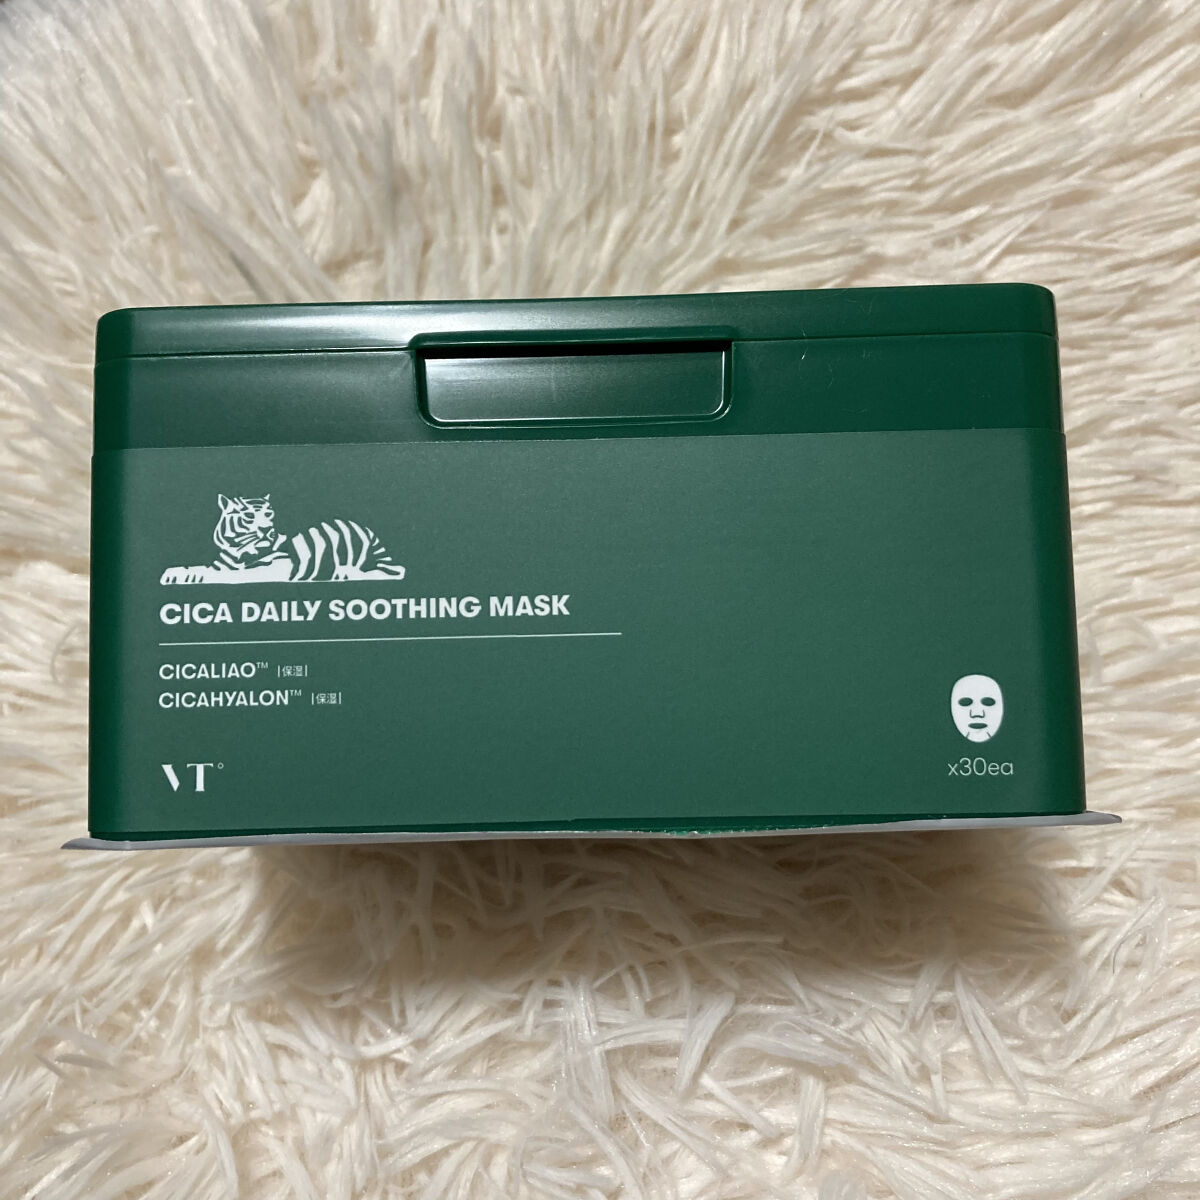 CICA DAILY SOOTHING MASK
CICALIAO™ |保湿|
CICAHYALON™ |保湿|
VT°
x30ea